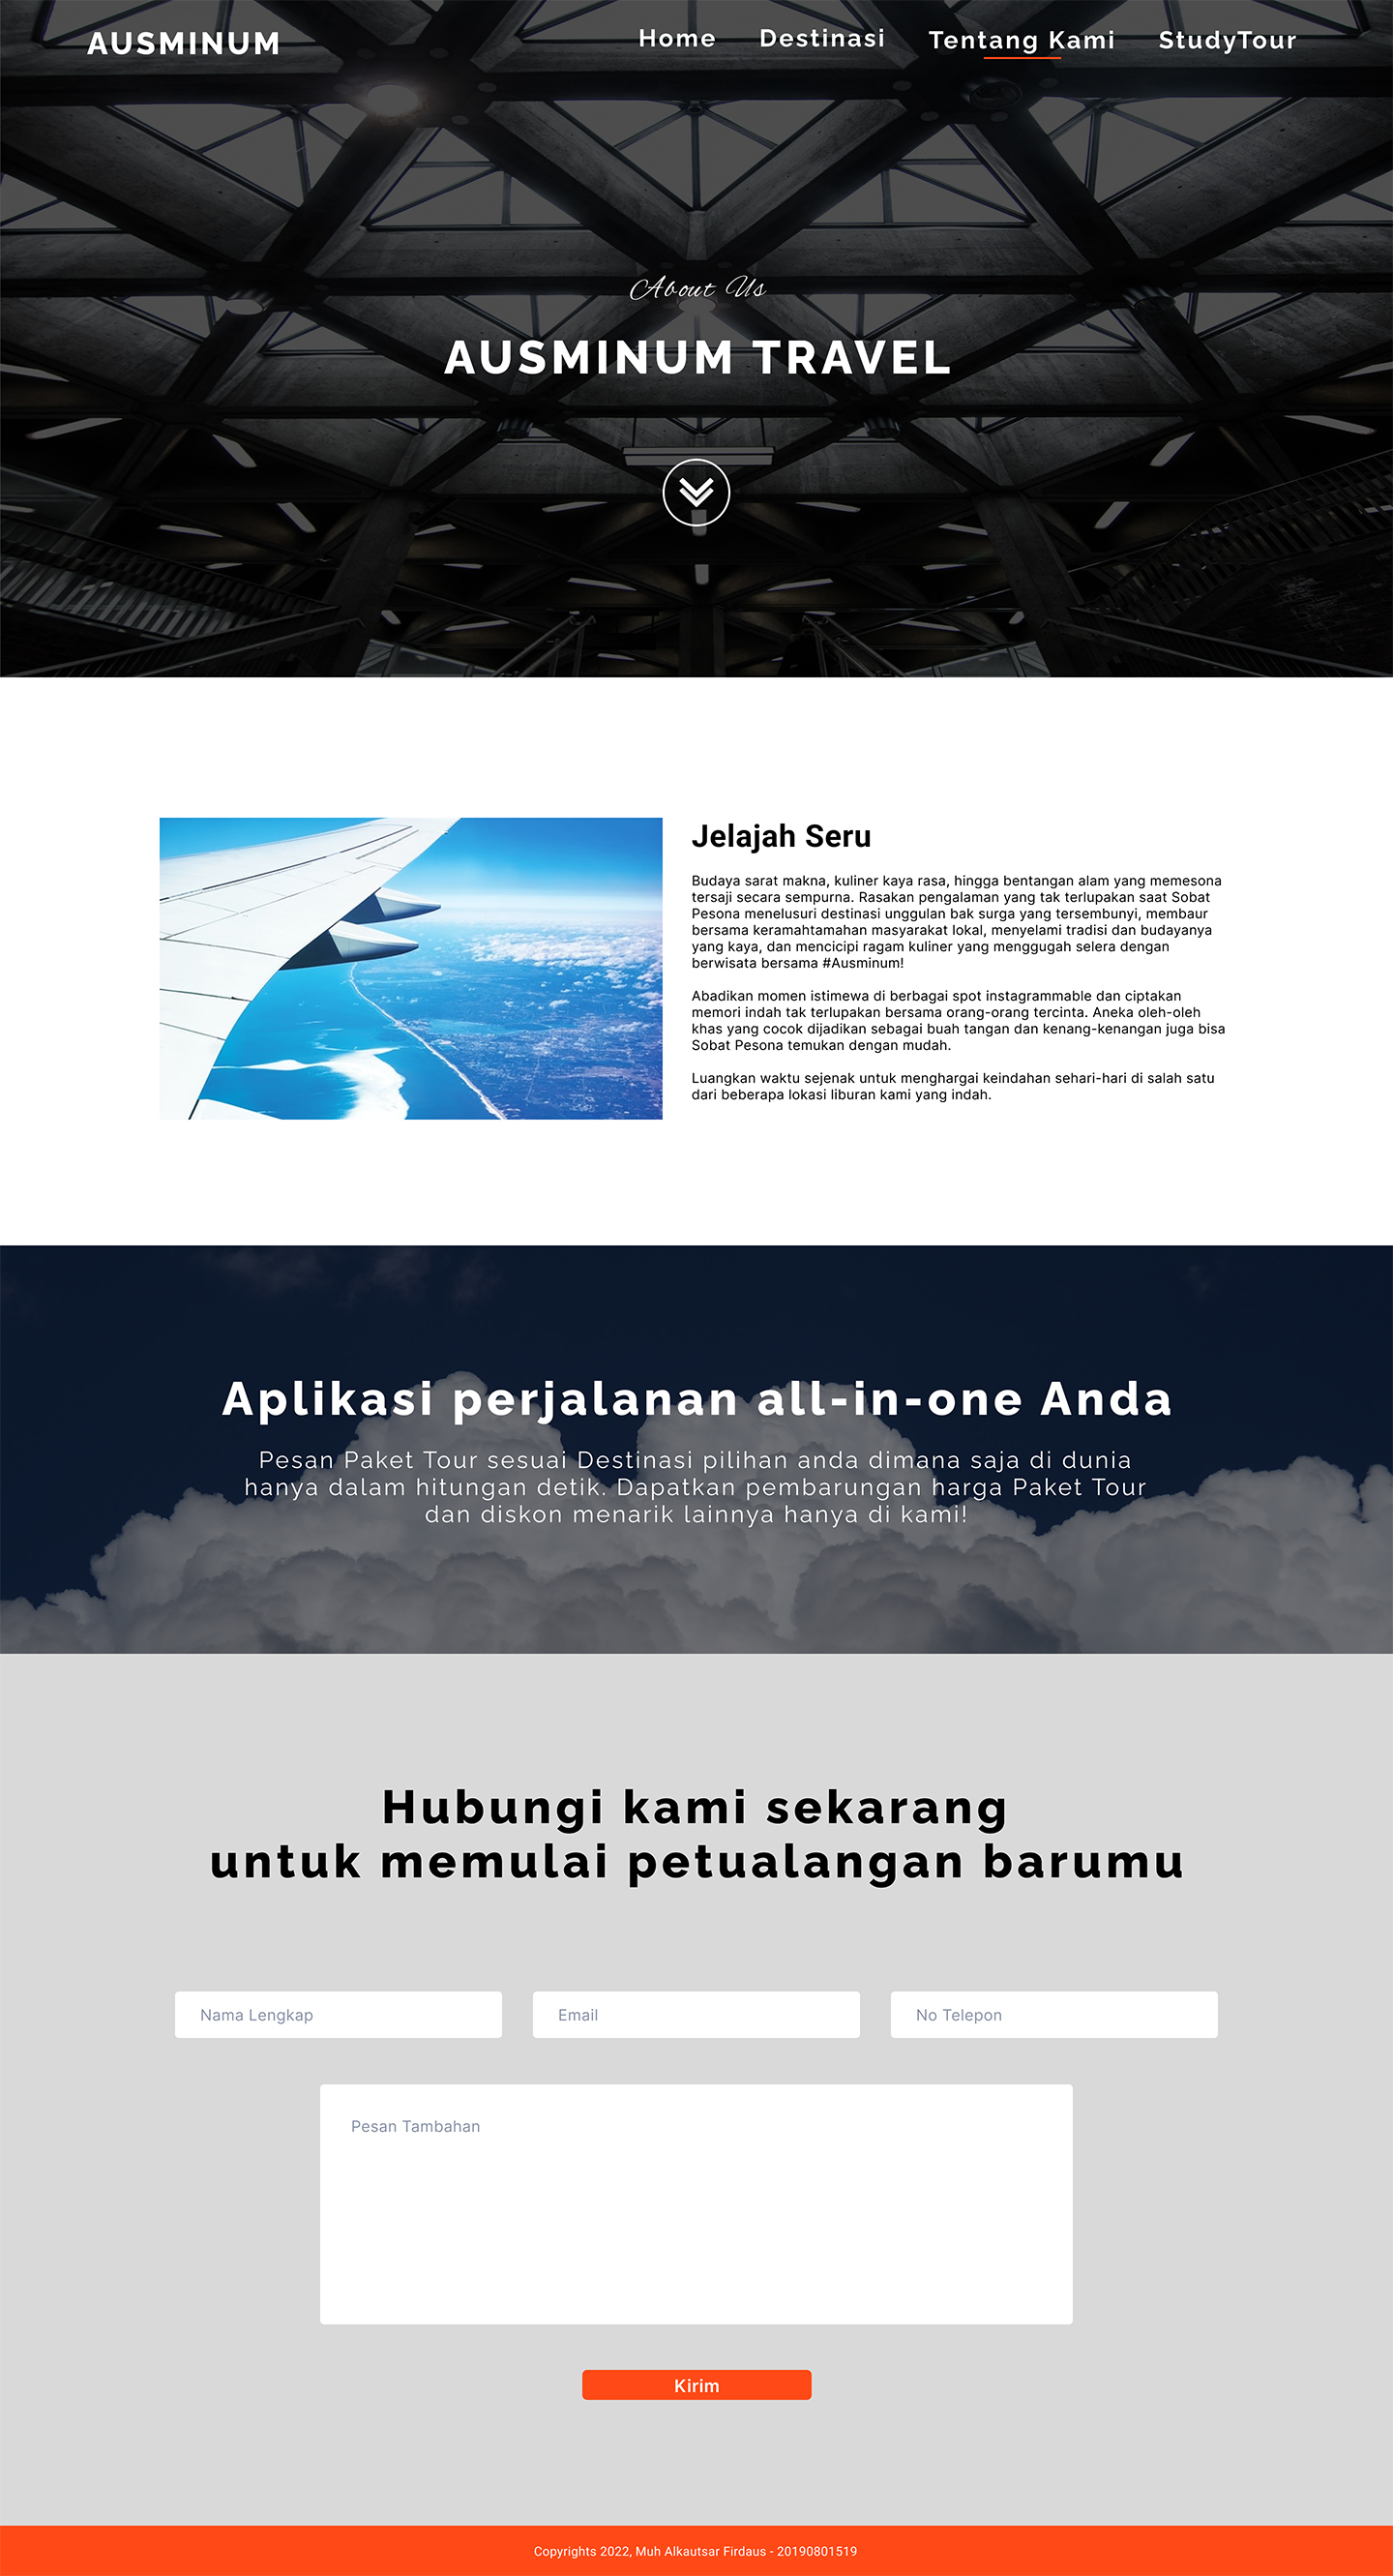 AUSMINUM
Home Destinasi Tentang Kami StudyTour
About Us
AUSMINUM TRAVEL
Jelajah Seru
Budaya sarat makna, kuliner kaya rasa, hingga bentangan alam yang memesona
tersaji secara sempurna. Rasakan pengalaman yang tak terlupakan saat Sobat
Pesona menelusuri destinasi unggulan bak surga yang tersembunyi, membaur
bersama keramahtamahan masyarakat lokal, menyelami tradisi dan budayanya
yang kaya, dan mencicipi ragam kuliner yang menggugah selera dengan
berwisata bersama #Ausminum!
Abadikan momen istimewa di berbagai spot instagrammable dan ciptakan
memori indah tak terlupakan bersama orang-orang tercinta. Aneka oleh-oleh
khas yang cocok dijadikan sebagai buah tangan dan kenang-kenangan juga bisa
Sobat Pesona temukan dengan mudah.
Luangkan waktu sejenak untuk menghargai keindahan sehari-hari di salah satu
dari beberapa lokasi liburan kami yang indah.
Aplikasi perjalanan all-in-one Anda
Pesan Paket Tour sesuai Destinasi pilihan anda dimana saja di dunia
hanya dalam hitungan detik. Dapatkan pembarungan harga Paket Tour
dan diskon menarik lainnya hanya di kami!
Hubungi kami sekarang
untuk memulai petualangan barumu
Nama Lengkap
Email
No Telepon
Pesan Tambahan
Kirim
Copyrights 2022, Muh Alkautsar Firdaus - 20190801519